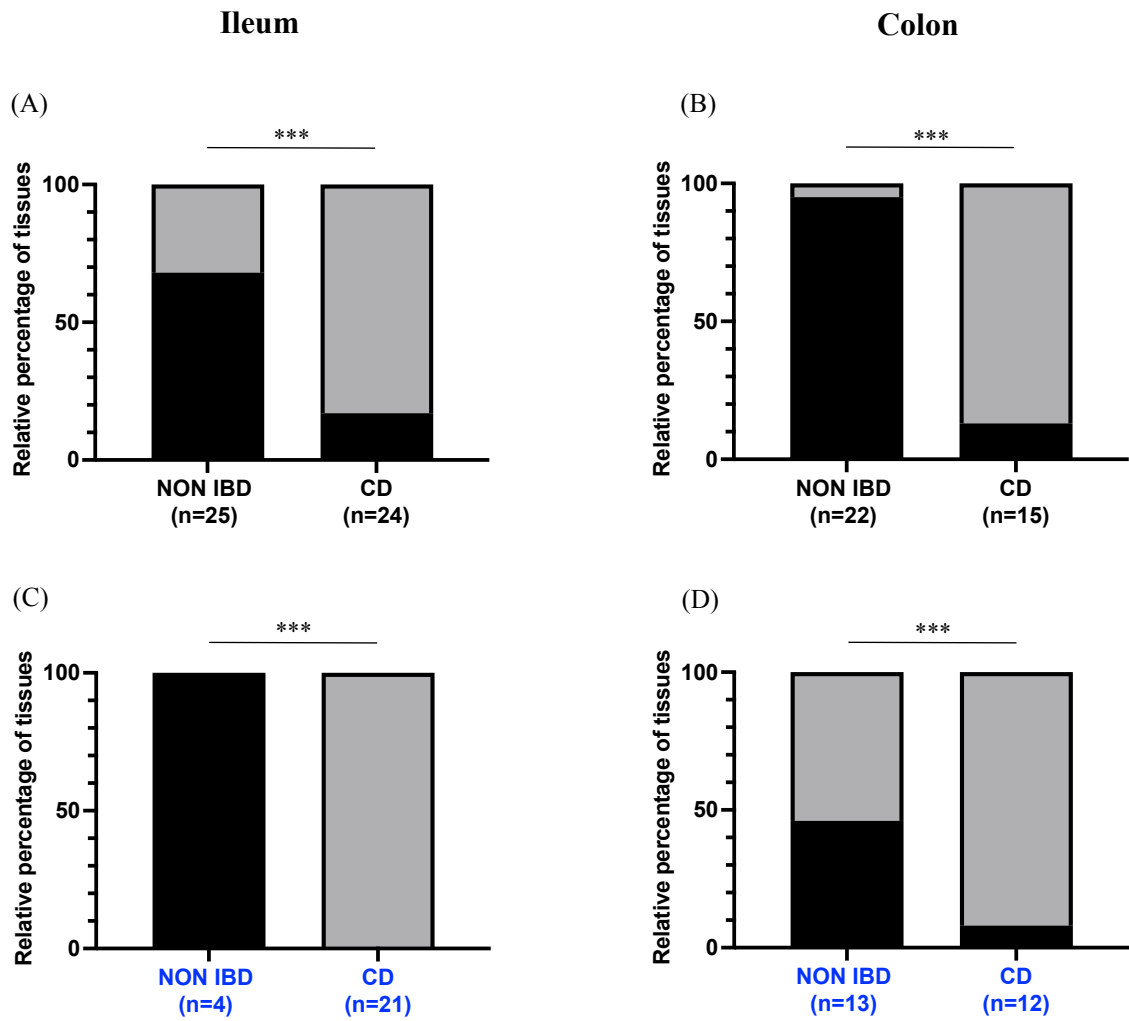 Ileum
Colon
(A)
(B)
***
***
Relative percentage of tissues
100
50
0
NON IBD
(n=25)
CD
(n=24)
Relative percentage of tissues
100
50
0
NON IBD
(n=22)
CD
(n=15)
(C)
(D)
***
***
Relative percentage of tissues
100
50
0
NON IBD
(n=4)
CD
(n=21)
Relative percentage of tissues
100
50
0
NON IBD
(n=13)
CD
(n=12)